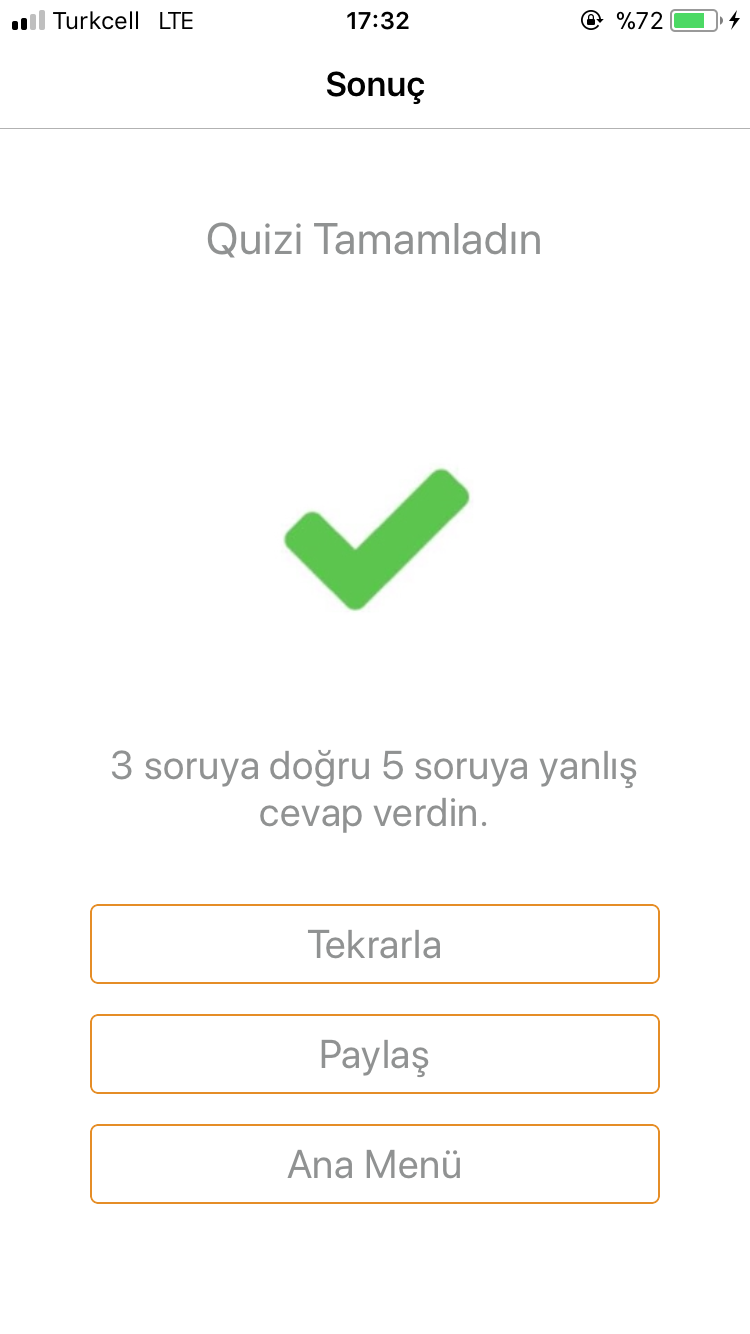 Turkcell LTE 17:32 %72
Sonuç
Quizi Tamamladın
3 soruya doğru 5 soruya yanlış
cevap verdin.
Tekrarla
Paylaş
Ana Menü